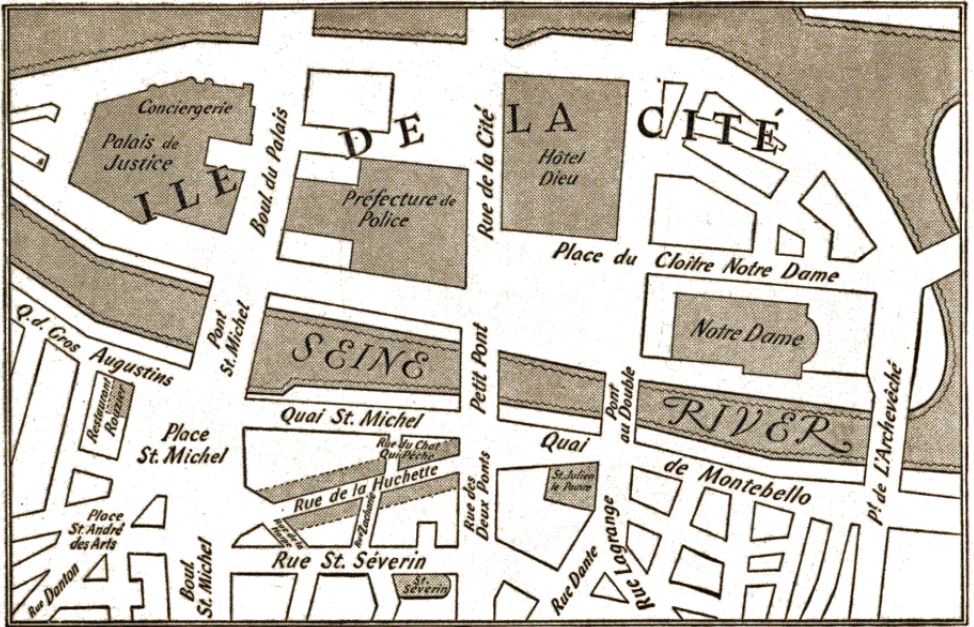 Conciergerie
Palais de
Justice
ILE DE LA CITÉ
Boul. du Palais
Préfecture de
Police
Rue de la Cité
Hôtel
Dieu
Place du Cloître Notre Dame
Notre Dame
Q. d. Gros Augustins
Pont
St. Michel
SEINE
Petit Pont
Pont
au Double
RIVER
Pt. de L'Archevêché
Restaurant
Place
St. Michel
Quai St. Michel
Quai
de Montebello
Rue du Chat
Qui Pêche
Rue de la Huchette
Rue Zacharie
Rue des
Deux Ponts
St. Julien
le Pauvre
Place
St. André
des Arts
Rue Danton
Boul.
St. Michel
Rue St. Séverin
St.
Séverin
Rue Dante
Rue Lagrange